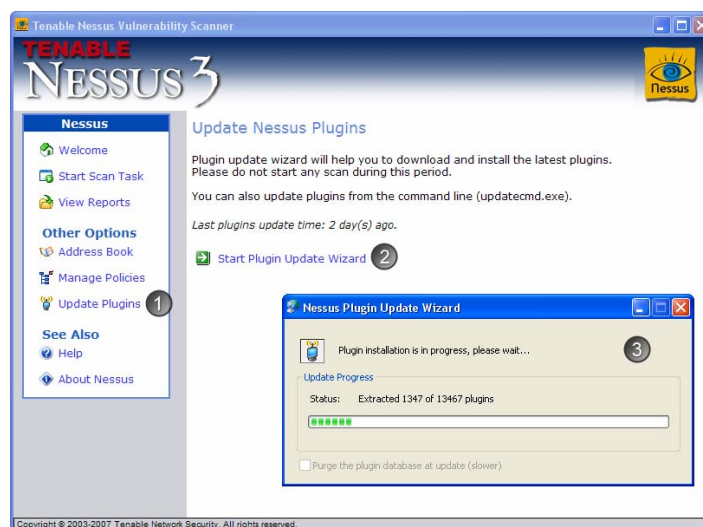 Tenable Nessus Vulnerability Scanner
TENABLE
NESSUS 3
Nessus
Nessus
Welcome
Start Scan Task
View Reports
Other Options
Address Book
Manage Policies
Update Plugins
1
See Also
Help
About Nessus
Update Nessus Plugins
Plugin update wizard will help you to download and install the latest plugins.
Please do not start any scan during this period.
You can also update plugins from the command line (updatecmd.exe).
Last plugins update time: 2 day(s) ago.
Start Plugin Update Wizard
2
Nessus Plugin Update Wizard
Plugin installation is in progress, please wait...
3
Update Progress
Status: Extracted 1347 of 13467 plugins
Purge the plugin database at update (slower)
Copyright © 2003-2007 Tenable Network Security. All rights reserved.